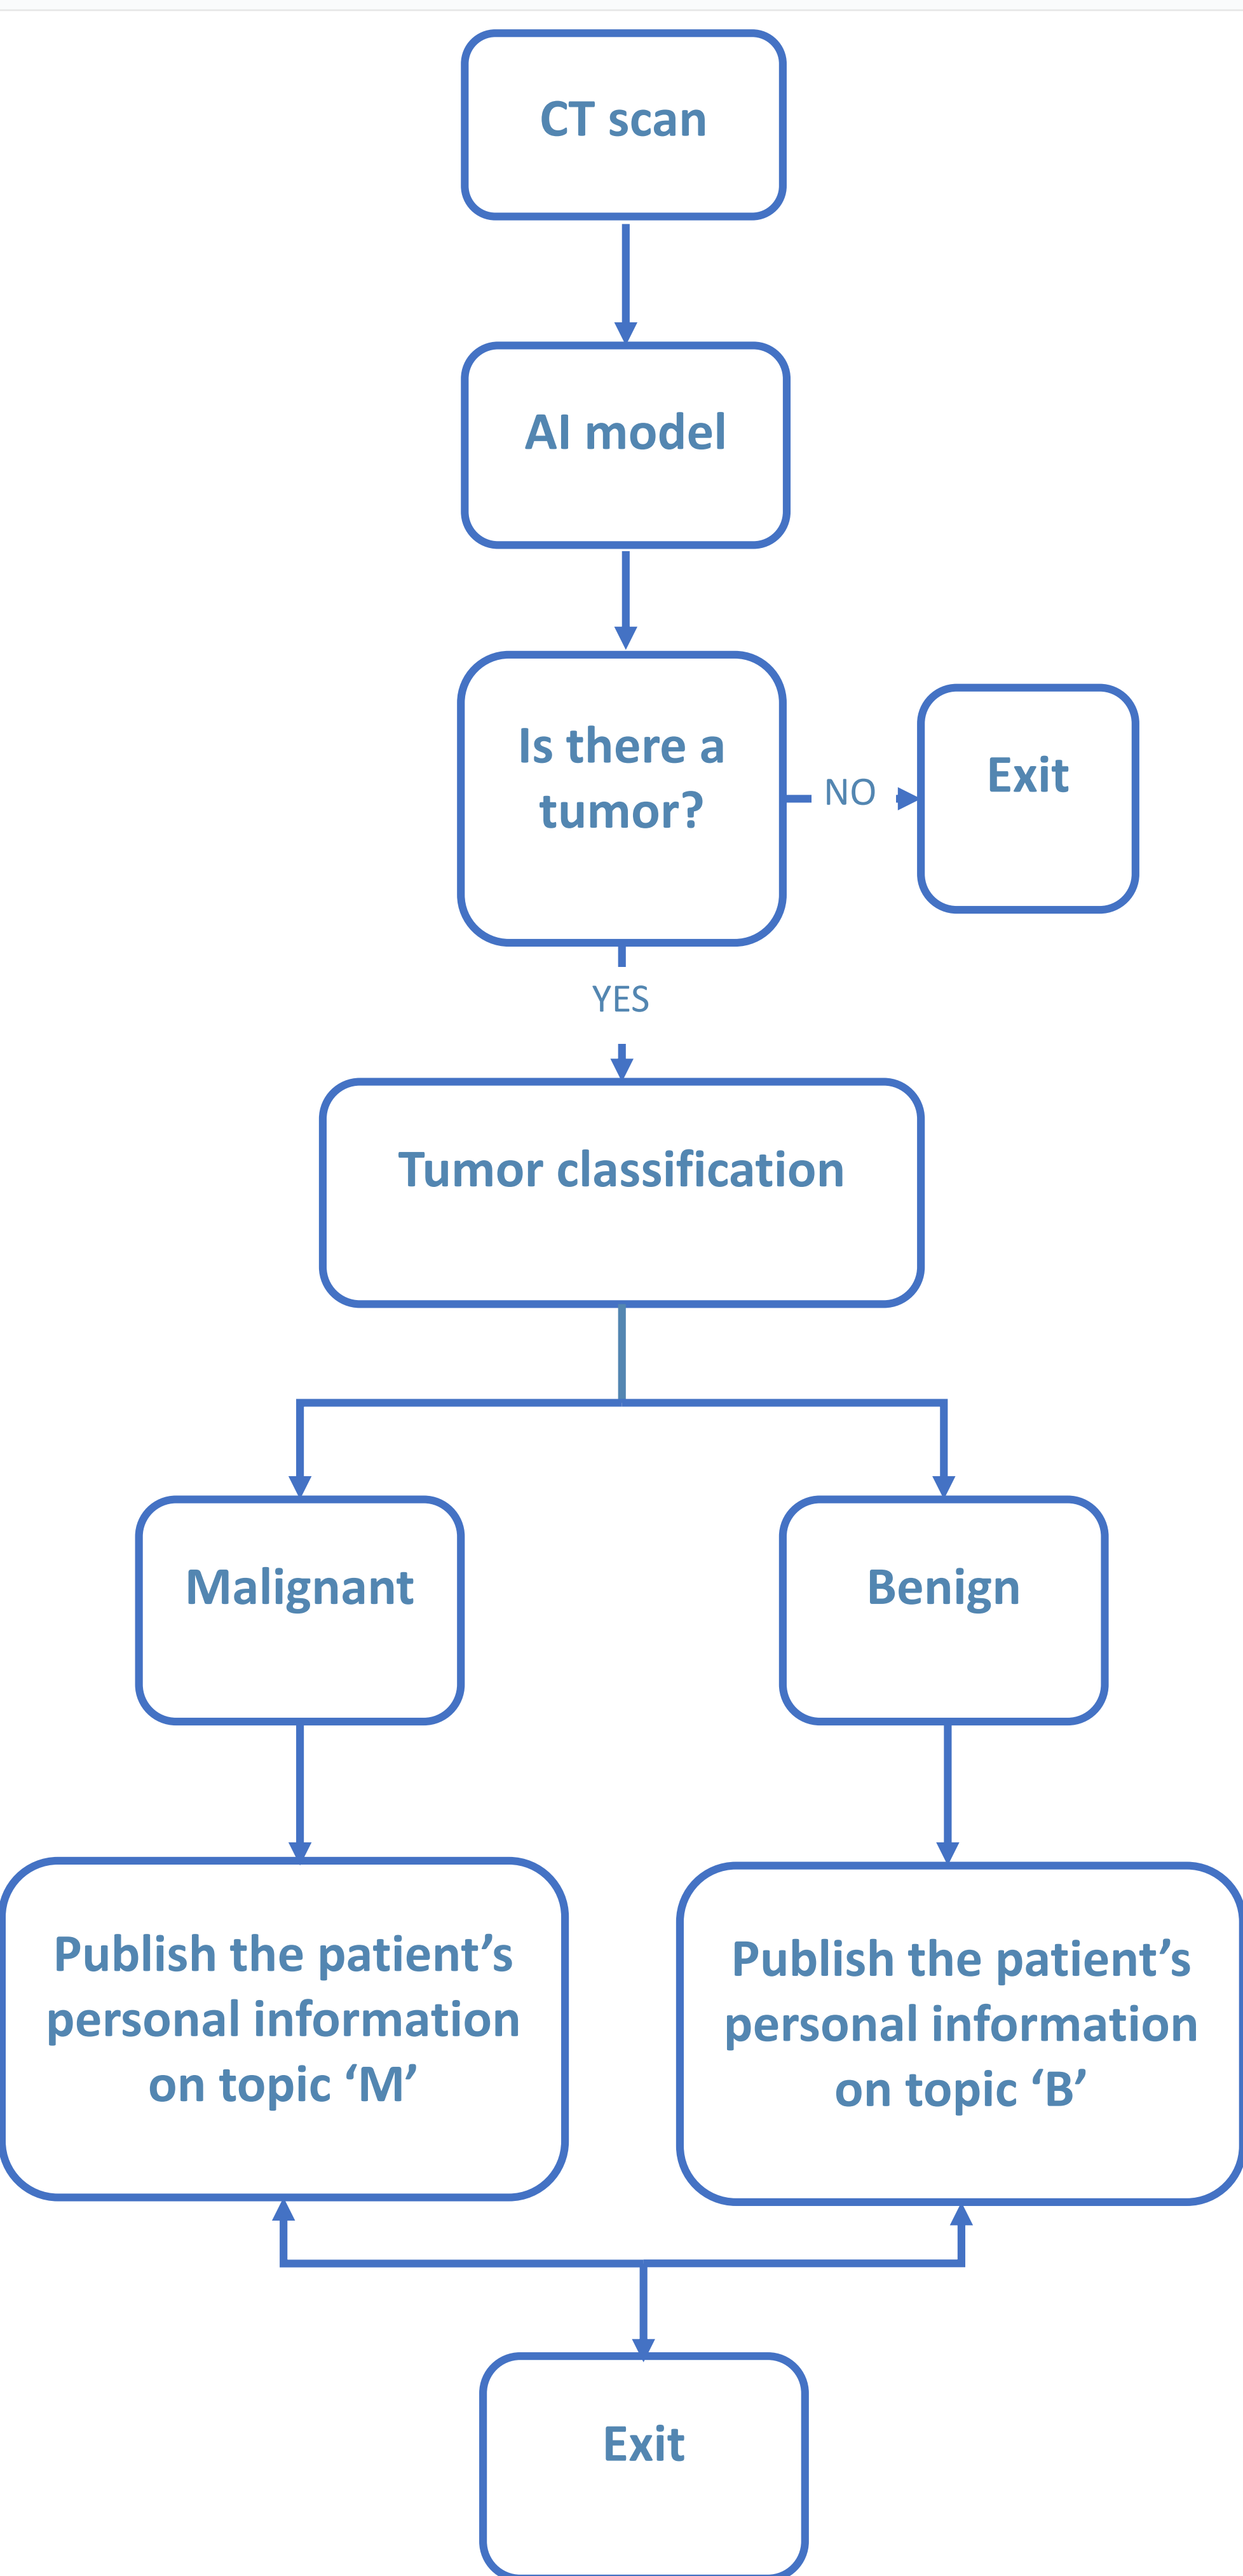 CT scan
AI model
Is there a
tumor?
NO
Exit
YES
Tumor classification
Malignant
Benign
Publish the patient’s
personal information
on topic ‘M’
Publish the patient’s
personal information
on topic ‘B’
Exit